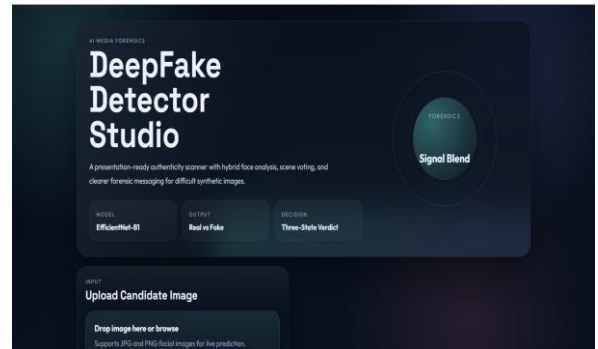 AI MEDIA FORENSICS
DeepFake
Detector
Studio
A presentation-ready authenticity scanner with hybrid face analysis, scene voting, and
clearer forensic messaging for difficult synthetic images.
MODEL
EfficientNet-B1
OUTPUT
Real vs Fake
DECISION
Three-State Verdict
FORENSICS
Signal Blend
INPUT
Upload Candidate Image
Drop image here or browse
Supports JPG and PNG facial images for live prediction.